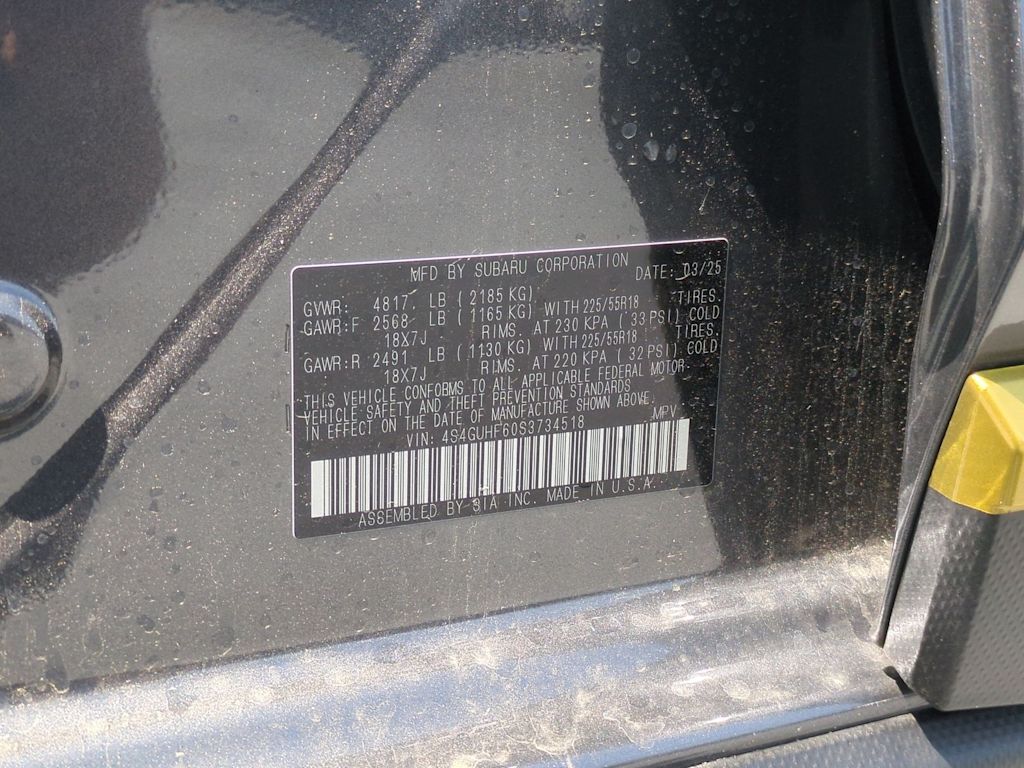 MFD BY SUBARU CORPORATION DATE: 03/25
GVWR: 4817 LB ( 2185 KG)
GAWR:F 2568 LB ( 1165 KG) WITH 225/55R18 TIRES.
18X7J RIMS. AT 230 KPA ( 33 PSI) COLD
GAWR:R 2491 LB ( 1130 KG) WITH 225/55R18 TIRES.
18X7J RIMS. AT 220 KPA ( 32 PSI) COLD
THIS VEHICLE CONFORMS TO ALL APPLICABLE FEDERAL MOTOR
VEHICLE SAFETY AND THEFT PREVENTION STANDARDS
IN EFFECT ON THE DATE OF MANUFACTURE SHOWN ABOVE.
VIN: 4S4GUHF60S3734518 MPV
ASSEMBLED BY SIA INC. MADE IN U.S.A.